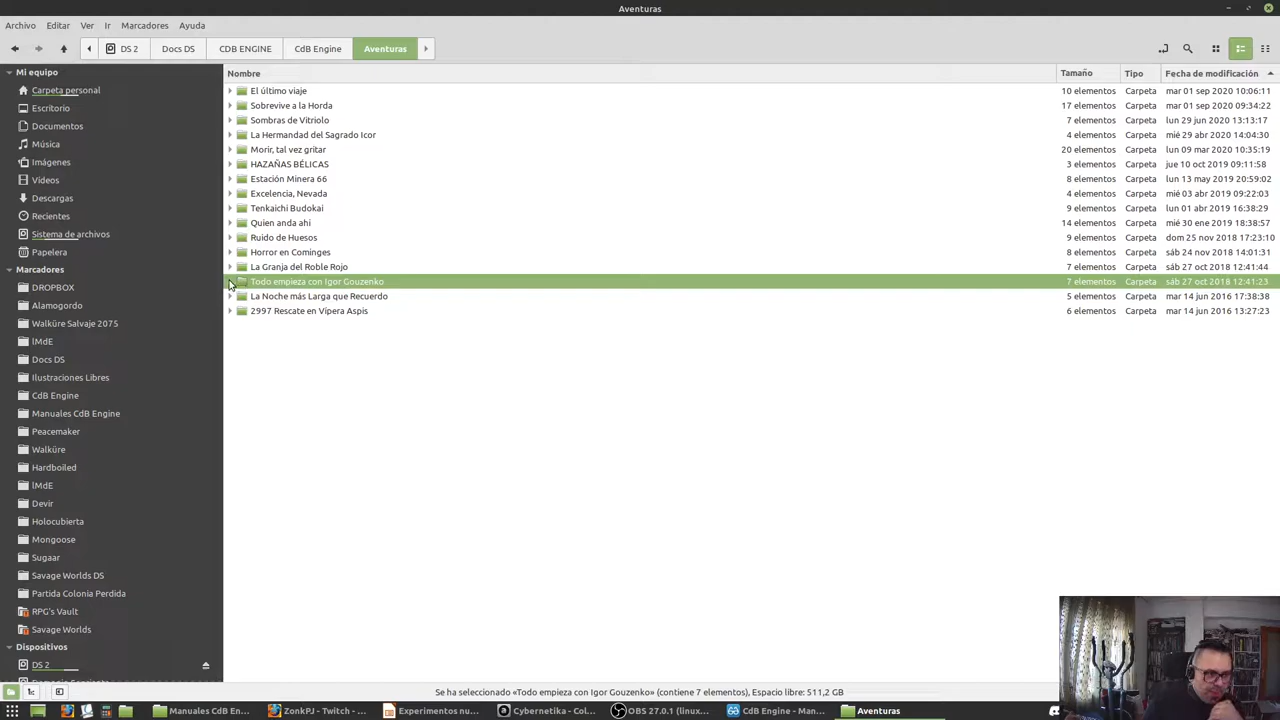 Aventuras
Archivo Editar Ver Ir Marcadores Ayuda
DS 2 Docs DS CDB ENGINE CdB Engine Aventuras
Mi equipo
Carpeta personal
Escritorio
Documentos
Música
Imágenes
Vídeos
Descargas
Recientes
Sistema de archivos
Papelera
Marcadores
DROPBOX
Alamogordo
Walküre Salvaje 2075
lMdE
Docs DS
Ilustraciones Libres
CdB Engine
Manuales CdB Engine
Peacemaker
Walküre
Hardboiled
lMdE
Devir
Holocubierta
Mongoose
Sugaar
Savage Worlds DS
Partida Colonia Perdida
RPG's Vault
Savage Worlds
Dispositivos
DS 2
Nombre Tamaño Tipo Fecha de modificación
El último viaje 10 elementos Carpeta mar 01 sep 2020 10:06:11
Sobrevive a la Horda 17 elementos Carpeta mar 01 sep 2020 09:34:22
Sombras de Vitriolo 7 elementos Carpeta lun 29 jun 2020 13:13:17
La Hermandad del Sagrado Icor 4 elementos Carpeta mié 29 abr 2020 14:04:30
Morir, tal vez gritar 20 elementos Carpeta lun 09 mar 2020 10:35:19
HAZAÑAS BÉLICAS 3 elementos Carpeta jue 10 oct 2019 09:11:58
Estación Minera 66 8 elementos Carpeta lun 13 may 2019 20:59:02
Excelencia, Nevada 4 elementos Carpeta mié 03 abr 2019 09:22:03
Tenkaichi Budokai 9 elementos Carpeta lun 01 abr 2019 16:38:29
Quien anda ahi 14 elementos Carpeta mié 30 ene 2019 18:38:57
Ruido de Huesos 9 elementos Carpeta dom 25 nov 2018 17:23:10
Horror en Cominges 8 elementos Carpeta sáb 24 nov 2018 14:01:31
La Granja del Roble Rojo 7 elementos Carpeta sáb 27 oct 2018 12:41:44
Todo empieza con Igor Gouzenko 7 elementos Carpeta sáb 27 oct 2018 12:41:23
La Noche más Larga que Recuerdo 5 elementos Carpeta mar 14 jun 2016 17:38:38
2997 Rescate en Vípera Aspis 6 elementos Carpeta mar 14 jun 2016 13:27:23
Se ha seleccionado «Todo empieza con Igor Gouzenko» (contiene 7 elementos), Espacio libre: 511,2 GB
Manuales CdB En... ZonkPJ - Twitch - ... Experimentos nu... Cybernetika - Col... OBS 27.0.1 (linux... CdB Engine - Man... Aventuras